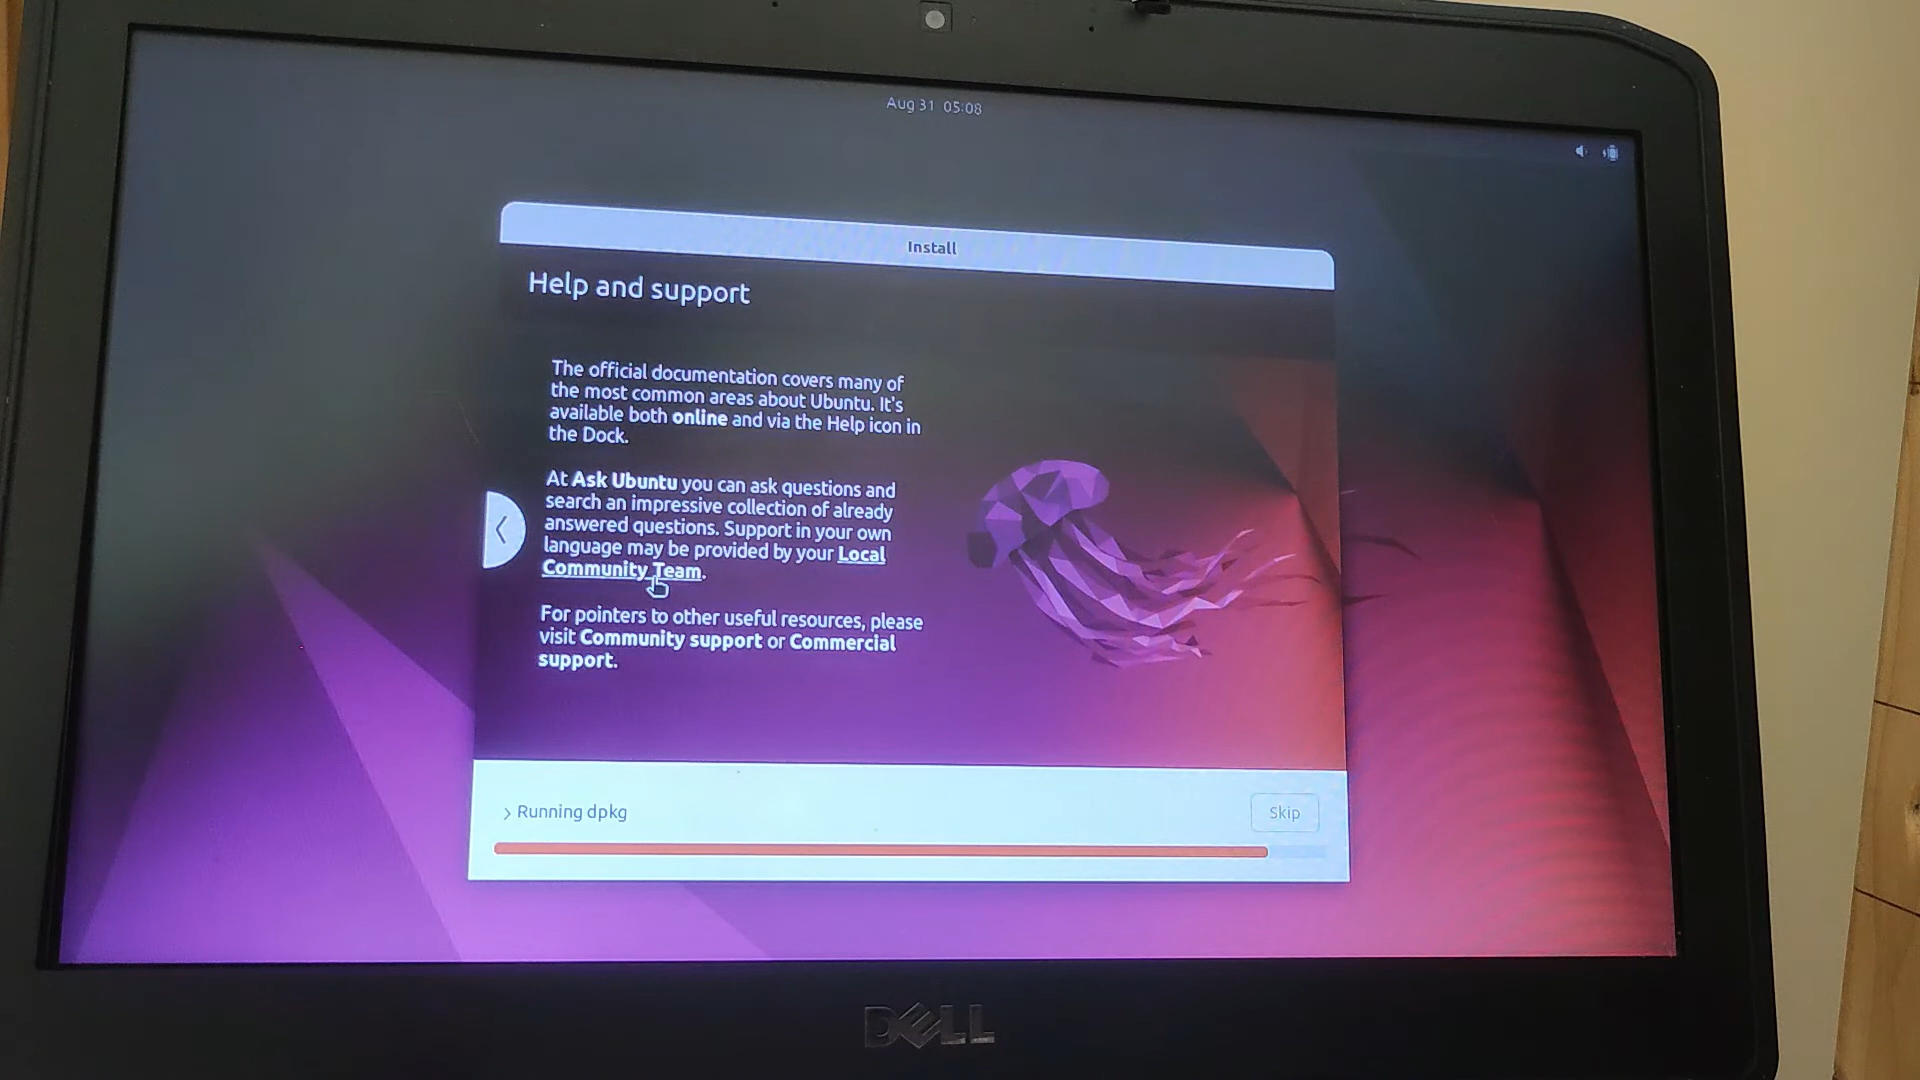 Aug 31 05:08
Install
Help and support
The official documentation covers many of
the most common areas about Ubuntu. It's
available both online and via the Help icon in
the Dock.
At Ask Ubuntu you can ask questions and
search an impressive collection of already
answered questions. Support in your own
language may be provided by your Local
Community Team.
For pointers to other useful resources, please
visit Community support or Commercial
support.
Running dpkg
Skip
DELL